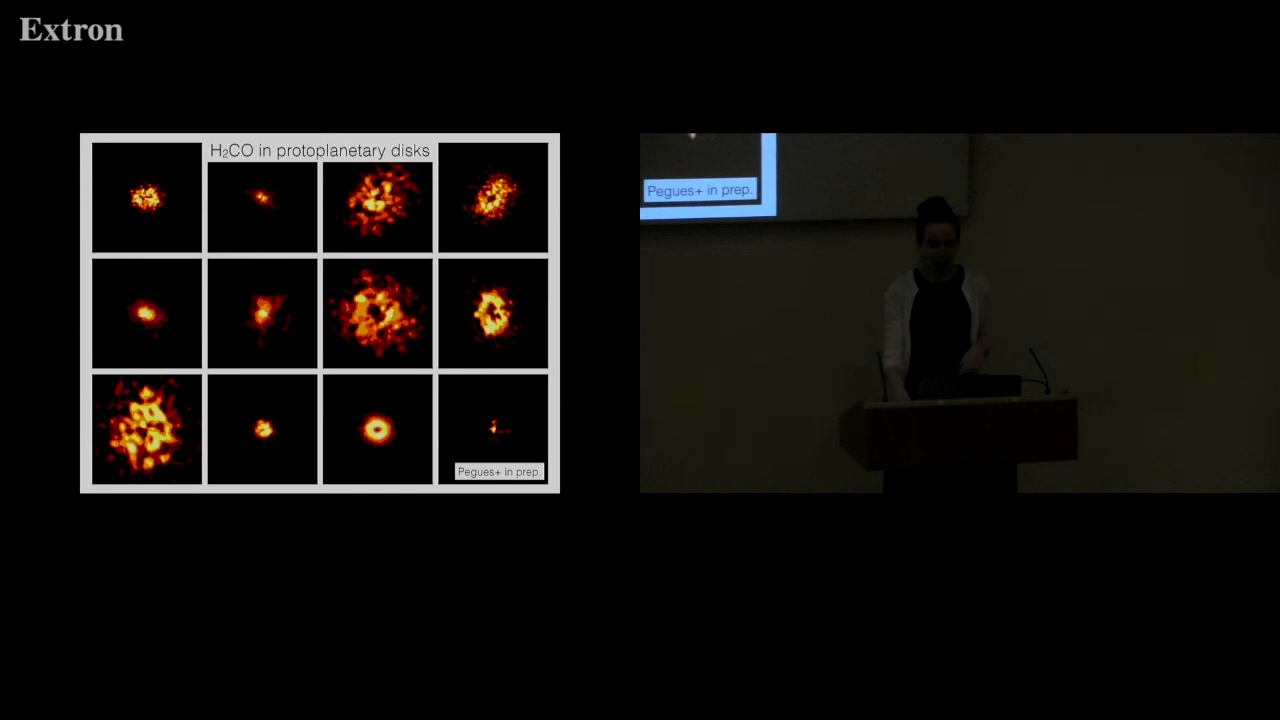 Extron
H₂CO in protoplanetary disks
Pegues+ in prep.
Pegues+ in prep.